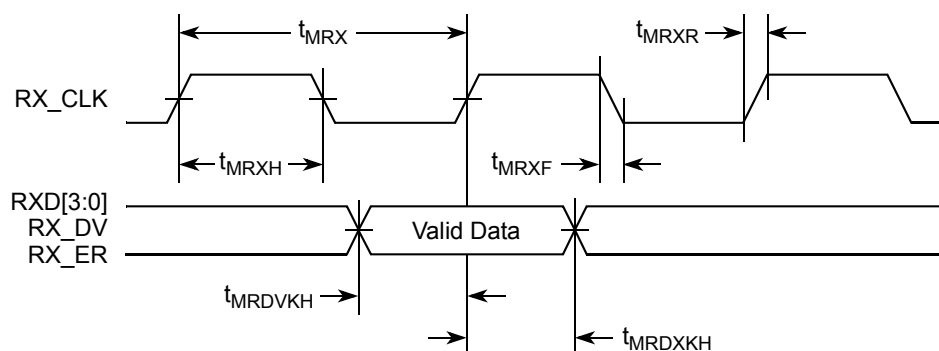 tMRX
tMRXR
RX_CLK
tMRXH
tMRXF
RXD[3:0]
RX_DV
Valid Data
RX_ER
tMRDVKH
tMRDXKH